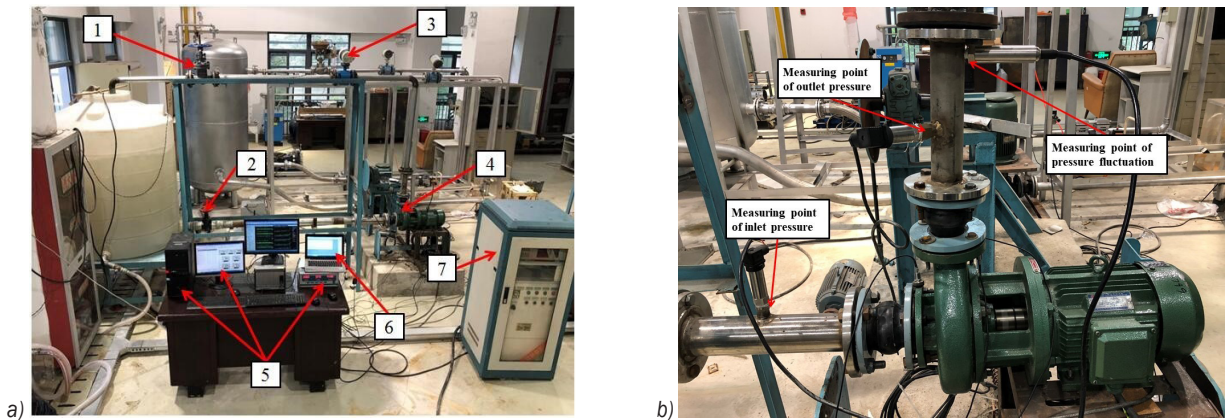 1
3
2
4
7
5
6
a)
Measuring point
of outlet pressure
Measuring point of
pressure fluctuation
Measuring point
of inlet pressure
b)